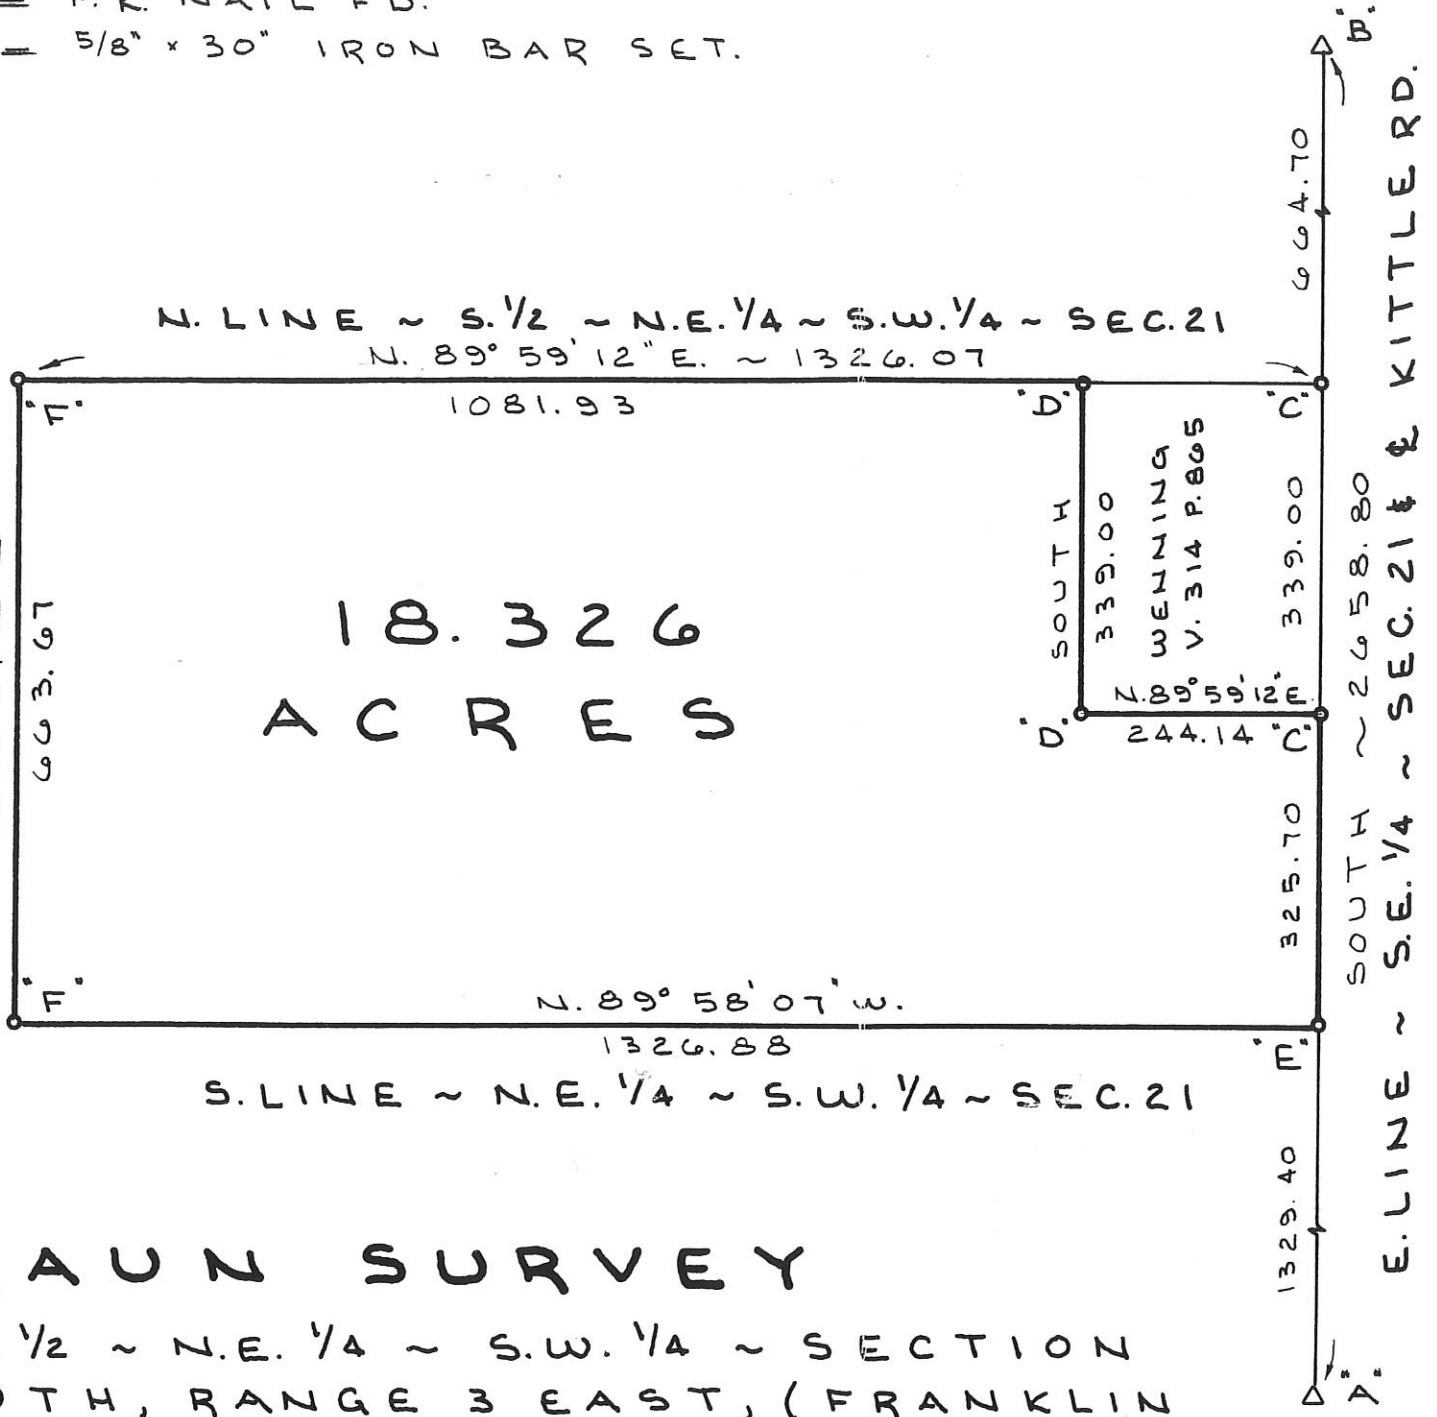 = P.K. NAIL FD.
= 5/8" x 30" IRON BAR SET.
"B"
664.70
N. LINE ~ S. 1/2 ~ N.E. 1/4 ~ S.W. 1/4 ~ SEC. 21
N. 89° 59' 12" E. ~ 1326.07
"F"
1081.93
"D"
"C"
663.67
18.326
ACRES
SOUTH
339.00
WENNING
V. 314 P. 865
339.00
N. 89° 59' 12" E.
"D"
244.14
"C"
325.70
SOUTH ~ 2658.80
E. LINE ~ S.E. 1/4 ~ SEC. 21 & ℄ KITTLE RD.
"F"
N. 89° 58' 07" W.
1326.88
"E"
S. LINE ~ N.E. 1/4 ~ S.W. 1/4 ~ SEC. 21
1329.40
AUN SURVEY
1/2 ~ N.E. 1/4 ~ S.W. 1/4 ~ SECTION
TH, RANGE 3 EAST, (FRANKLIN
"A"